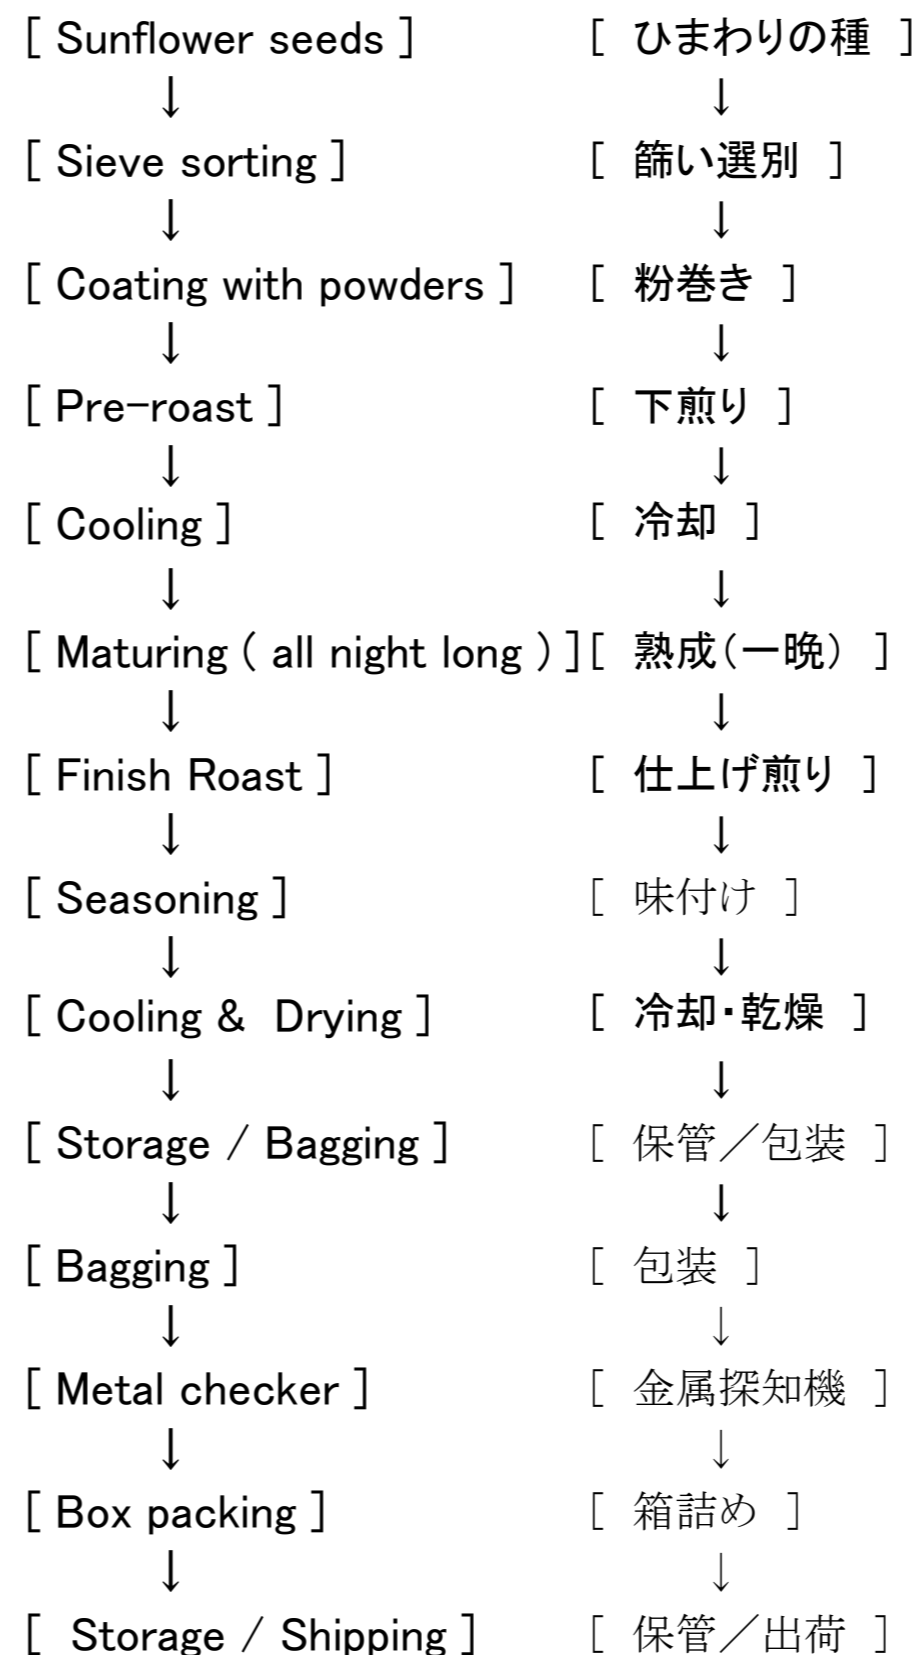 [ Sunflower seeds ] [ ひまわりの種 ]
↓ ↓
[ Sieve sorting ] [ 篩い選別 ]
↓ ↓
[ Coating with powders ] [ 粉巻き ]
↓ ↓
[ Pre-roast ] [ 下煎り ]
↓ ↓
[ Cooling ] [ 冷却 ]
↓ ↓
[ Maturing ( all night long ) ] [ 熟成(一晩) ]
↓ ↓
[ Finish Roast ] [ 仕上げ煎り ]
↓ ↓
[ Seasoning ] [ 味付け ]
↓ ↓
[ Cooling & Drying ] [ 冷却・乾燥 ]
↓ ↓
[ Storage / Bagging ] [ 保管／包装 ]
↓ ↓
[ Bagging ] [ 包装 ]
↓ ↓
[ Metal checker ] [ 金属探知機 ]
↓ ↓
[ Box packing ] [ 箱詰め ]
↓ ↓
[ Storage / Shipping ] [ 保管／出荷 ]